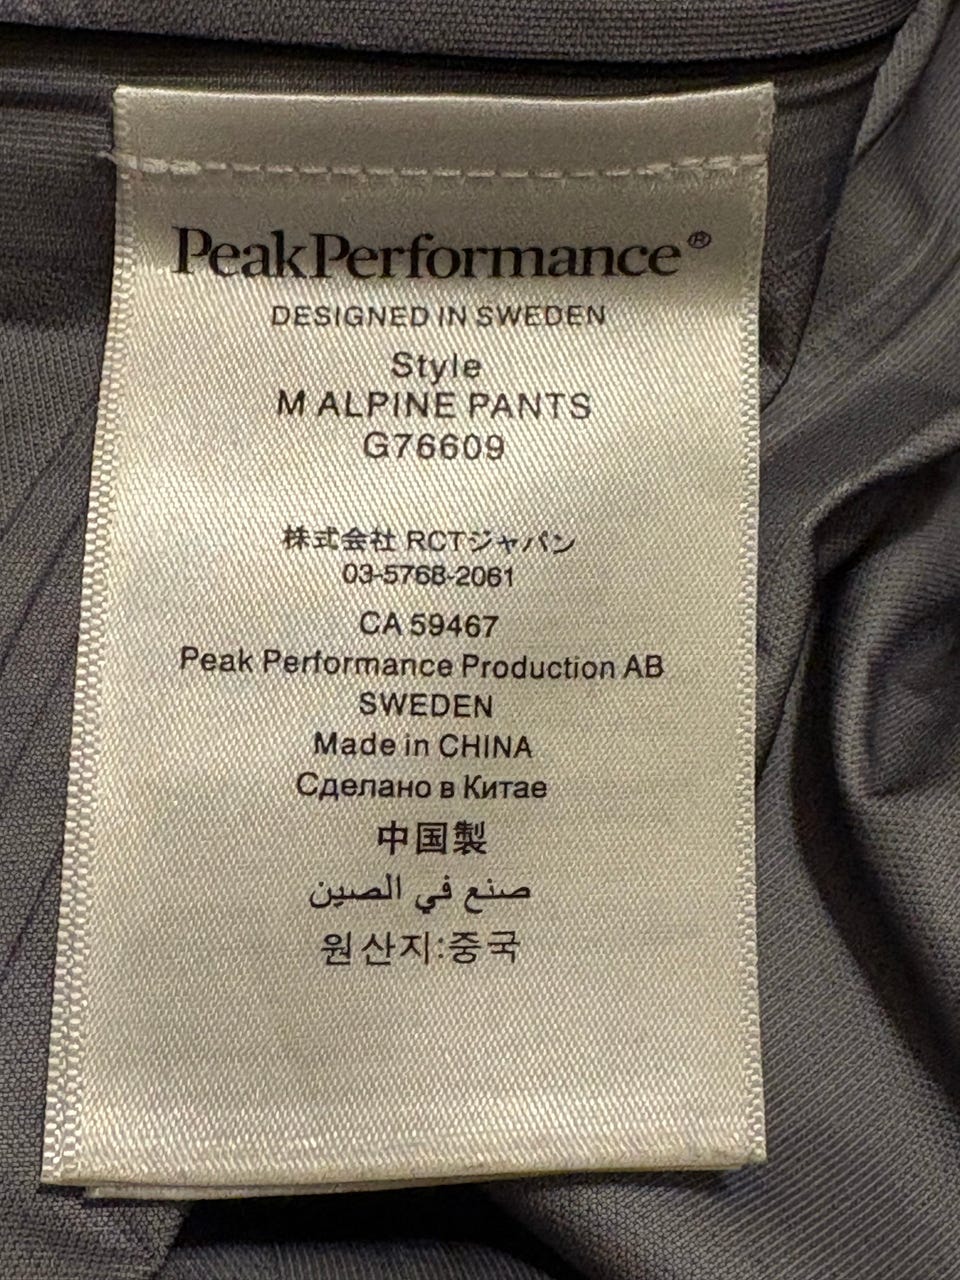 PeakPerformance®
DESIGNED IN SWEDEN
Style
M ALPINE PANTS
G76609
株式会社 RCTジャパン
03-5768-2061
CA 59467
Peak Performance Production AB
SWEDEN
Made in CHINA
Сделано в Китае
中国製
صنع في الصين
원산지:중국